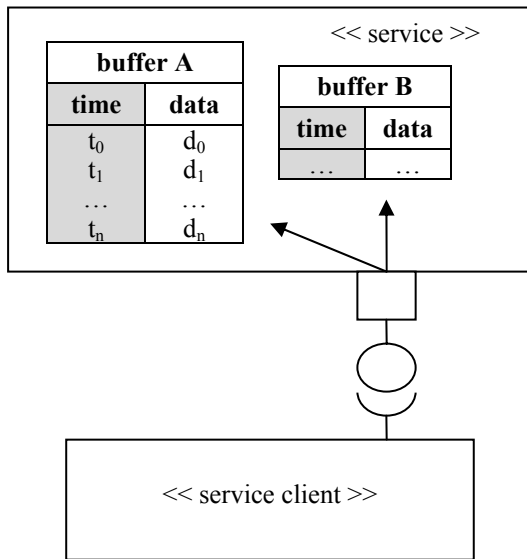 << service >>
buffer A
time data
t₀ d₀
t₁ d₁
… …
tₙ dₙ
buffer B
time data
… …
<< service client >>